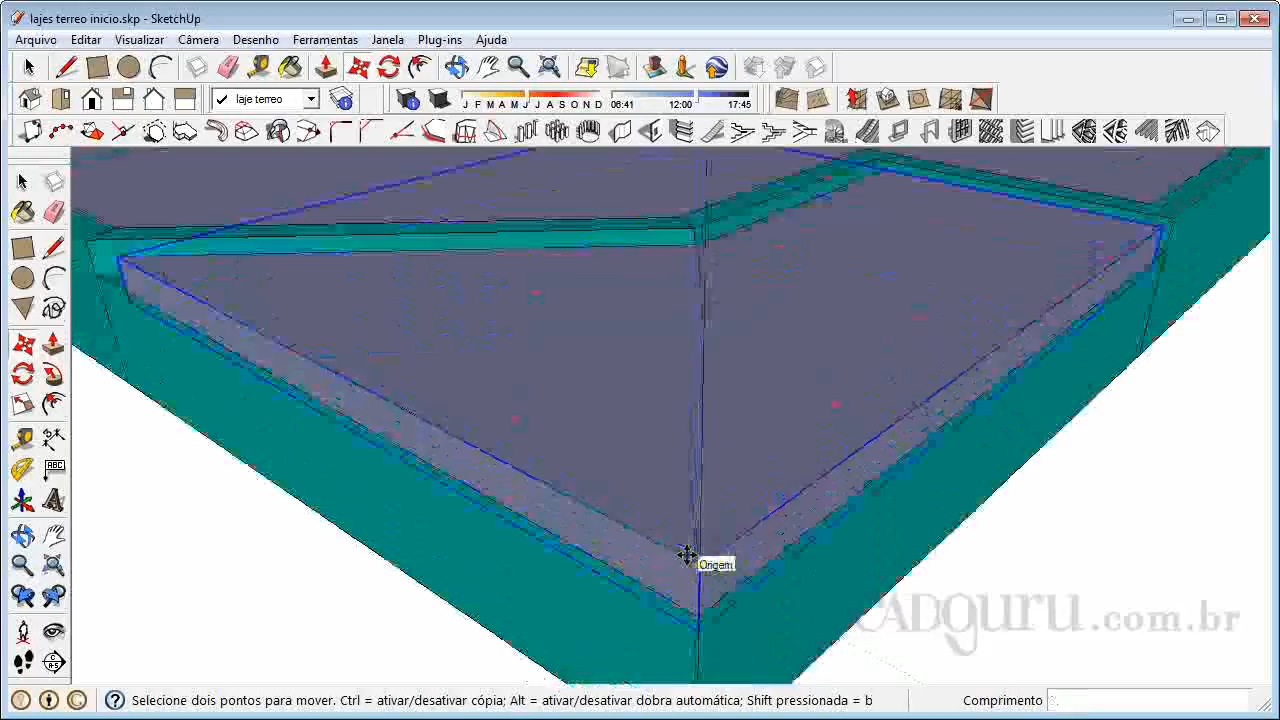 lajes terreo inicio.skp - SketchUp
Arquivo Editar Visualizar Câmera Desenho Ferramentas Janela Plug-ins Ajuda
laje terreo
J F M A M J J A S O N D
06:41 12:00 17:45
ABC
Origem
CADGURU.com.br
Selecione dois pontos para mover. Ctrl = ativar/desativar cópia; Alt = ativar/desativar dobra automática; Shift pressionada = b
Comprimento